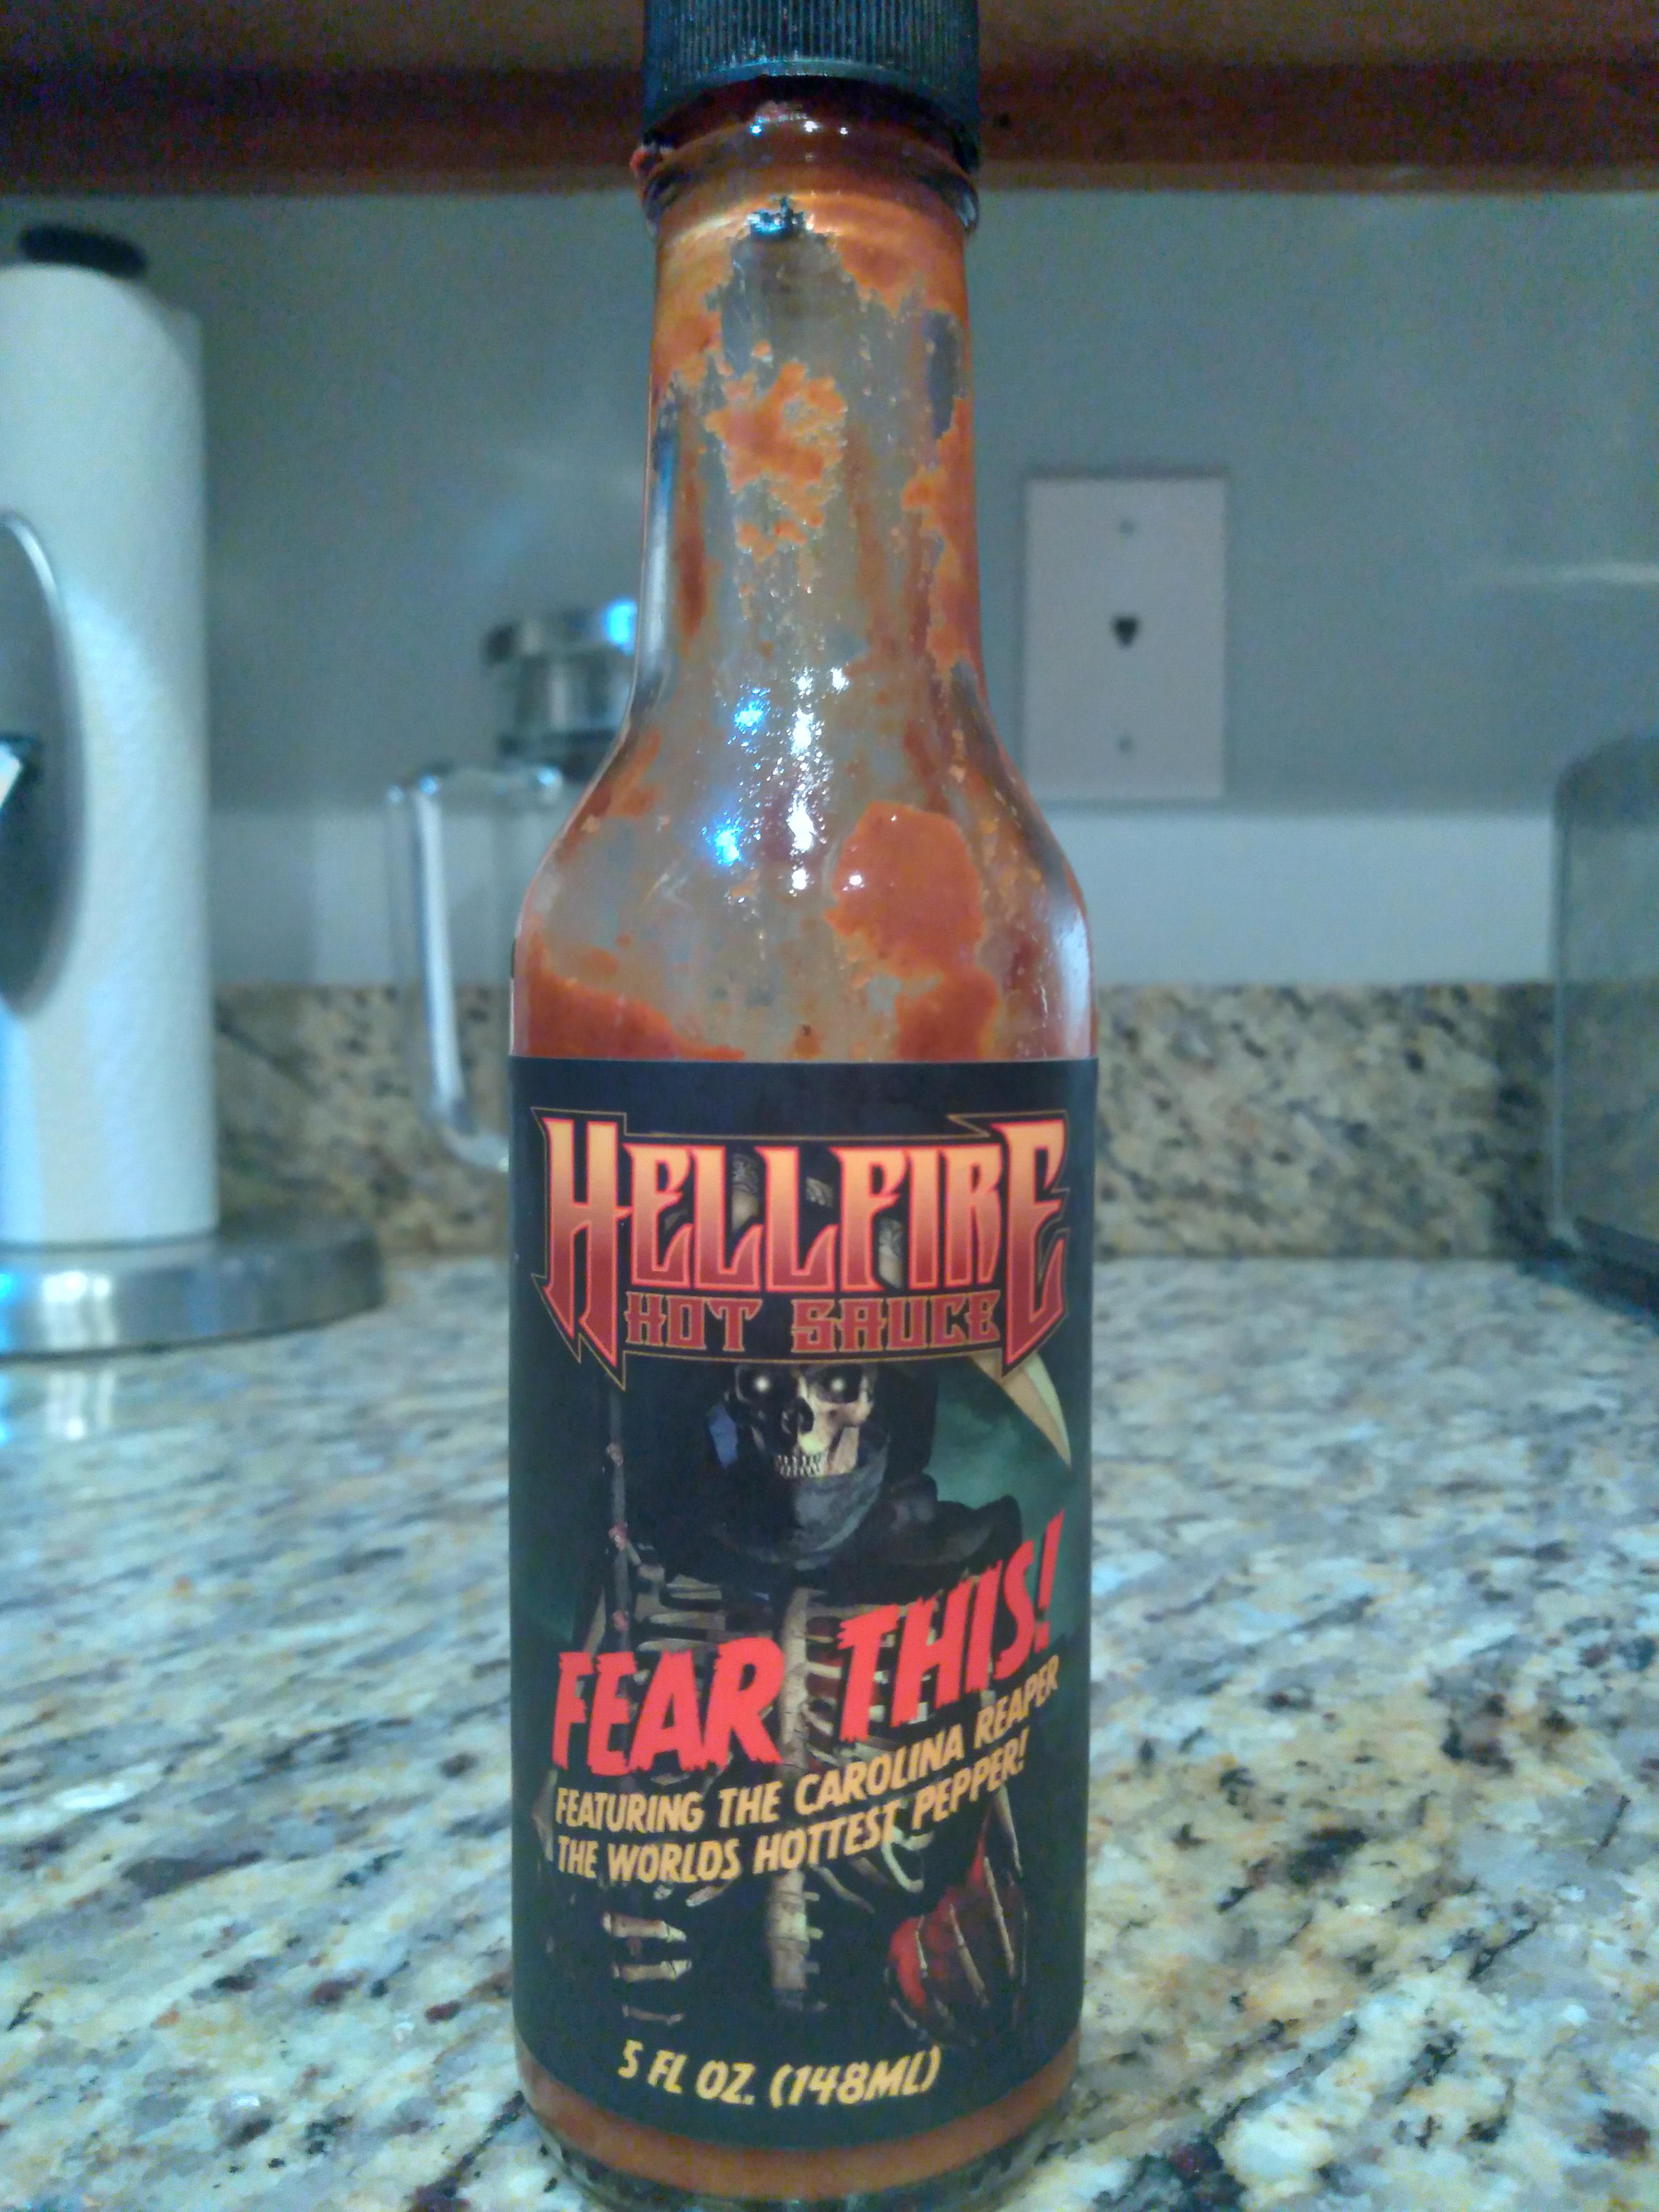 HELLFIRE
HOT SAUCE
FEAR THIS!
FEATURING THE CAROLINA REAPER
THE WORLDS HOTTEST PEPPER!
5 FL OZ. (148ML)